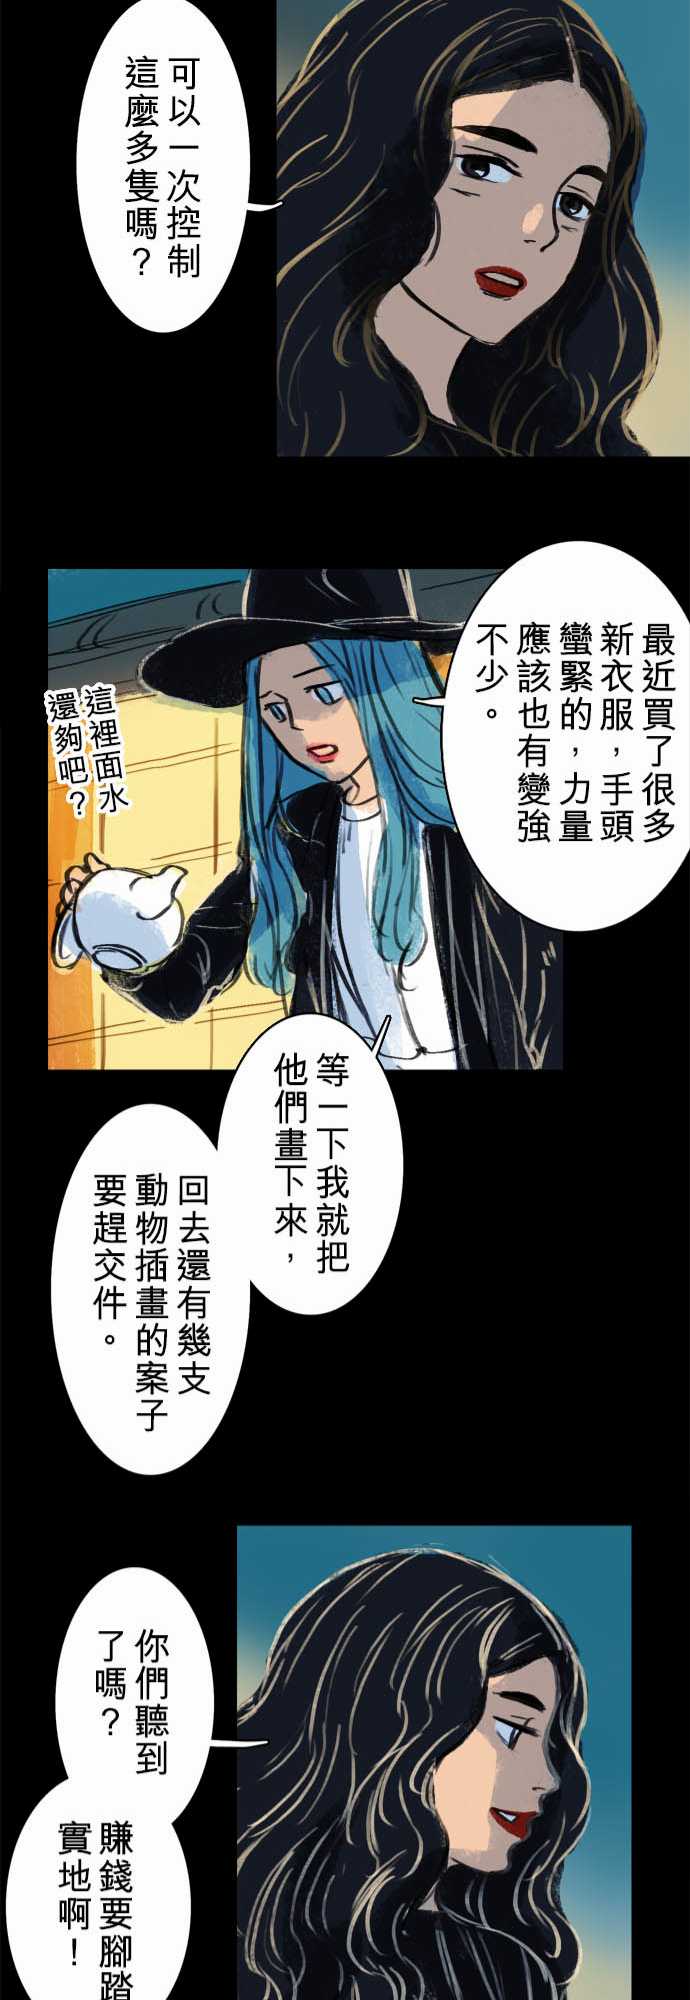 可以一次控制
這麼多隻嗎？
最近買了很多
新衣服，手頭
蠻緊的，力量
應該也有變強
不少。
這裡面水
還夠吧？
等一下我就把
他們畫下來，
回去還有幾支
動物插畫的案子
要趕交件。
你們聽到
了嗎？
賺錢要腳踏
實地啊！